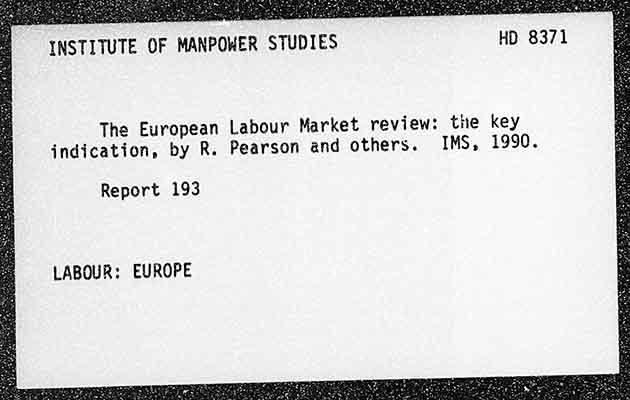 INSTITUTE OF MANPOWER STUDIES HD 8371
The European Labour Market review: the key
indication, by R. Pearson and others. IMS, 1990.
Report 193
LABOUR: EUROPE